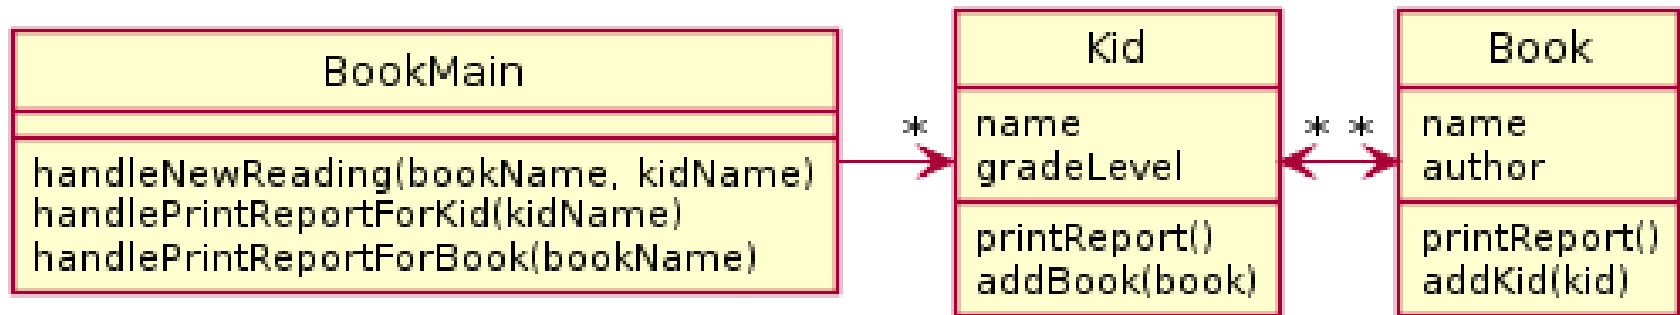 BookMain
handleNewReading(bookName, kidName)
handlePrintReportForKid(kidName)
handlePrintReportForBook(bookName)
*
Kid
name
gradeLevel
printReport()
addBook(book)
* *
Book
name
author
printReport()
addKid(kid)